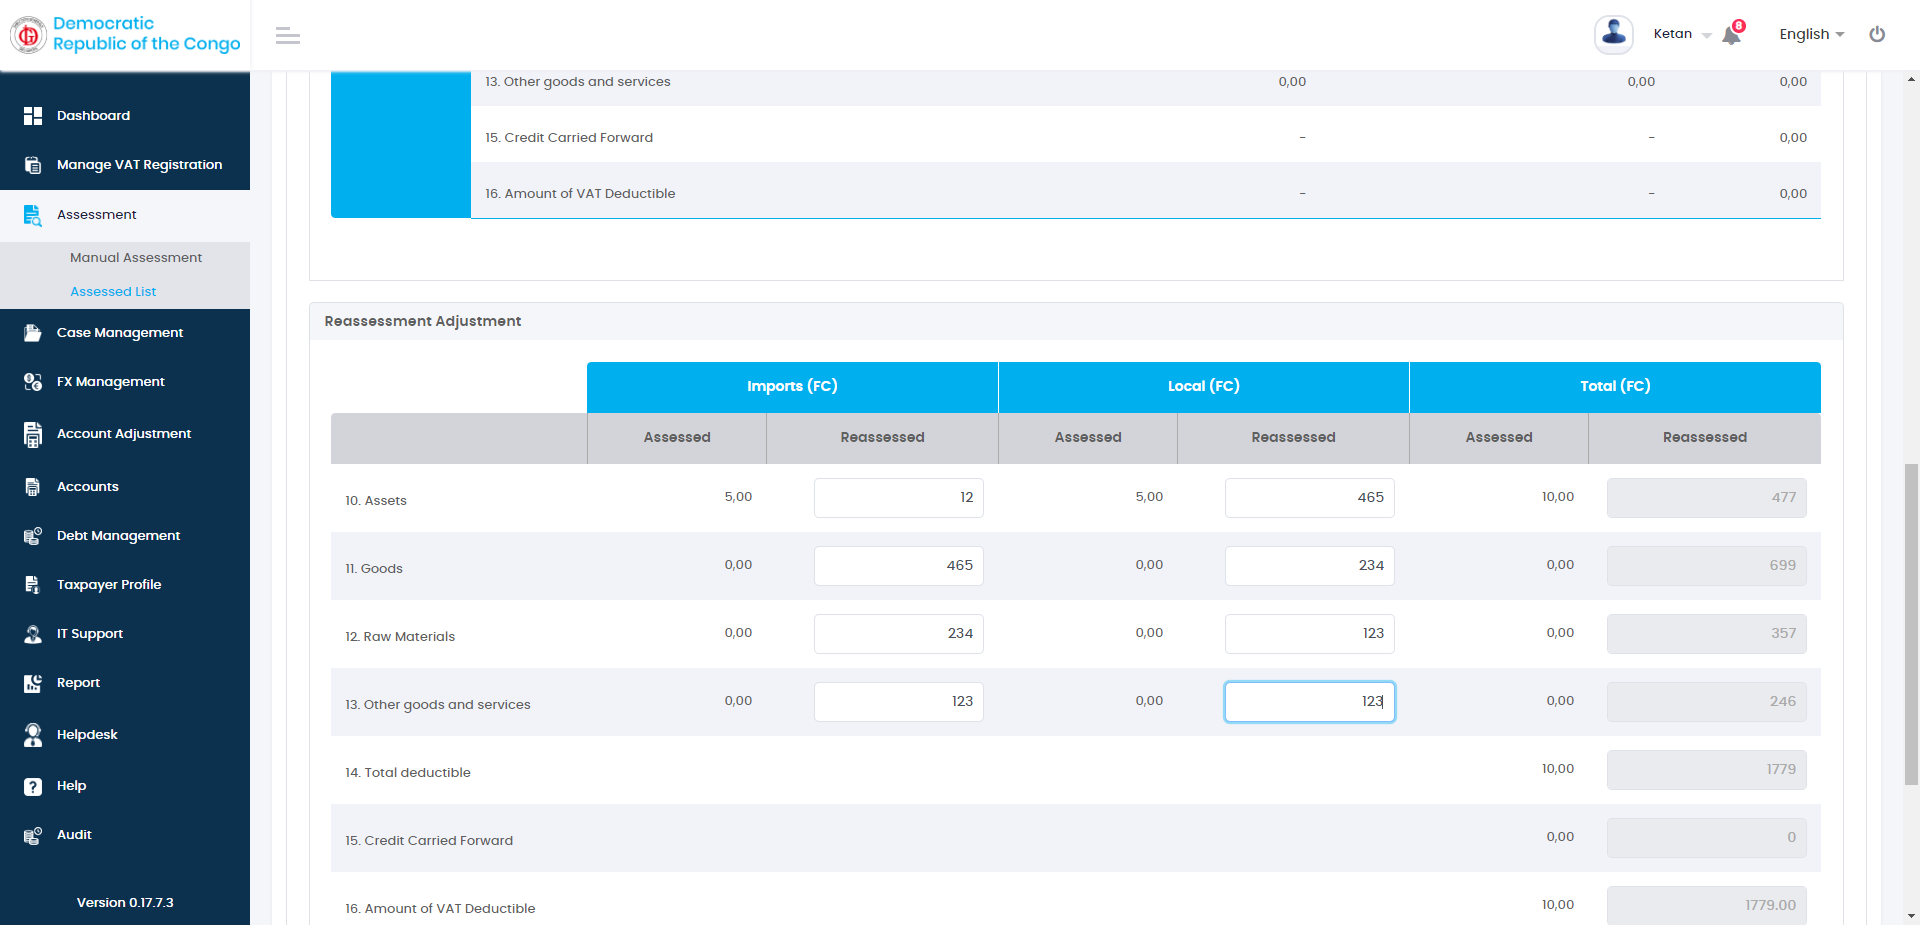 Democratic
Republic of the Congo
Ketan
8
English
Dashboard
Manage VAT Registration
Assessment
Manual Assessment
Assessed List
Case Management
FX Management
Account Adjustment
Accounts
Debt Management
Taxpayer Profile
IT Support
Report
Helpdesk
Help
Audit
Version 0.17.7.3
13. Other goods and services 0,00 0,00 0,00
15. Credit Carried Forward - - 0,00
16. Amount of VAT Deductible - - 0,00
Reassessment Adjustment
Imports (FC) Local (FC) Total (FC)
Assessed Reassessed Assessed Reassessed Assessed Reassessed
10. Assets 5,00 12 5,00 465 10,00 477
11. Goods 0,00 465 0,00 234 0,00 699
12. Raw Materials 0,00 234 0,00 123 0,00 357
13. Other goods and services 0,00 123 0,00 123 0,00 246
14. Total deductible 10,00 1779
15. Credit Carried Forward 0,00 0
16. Amount of VAT Deductible 10,00 1779.00